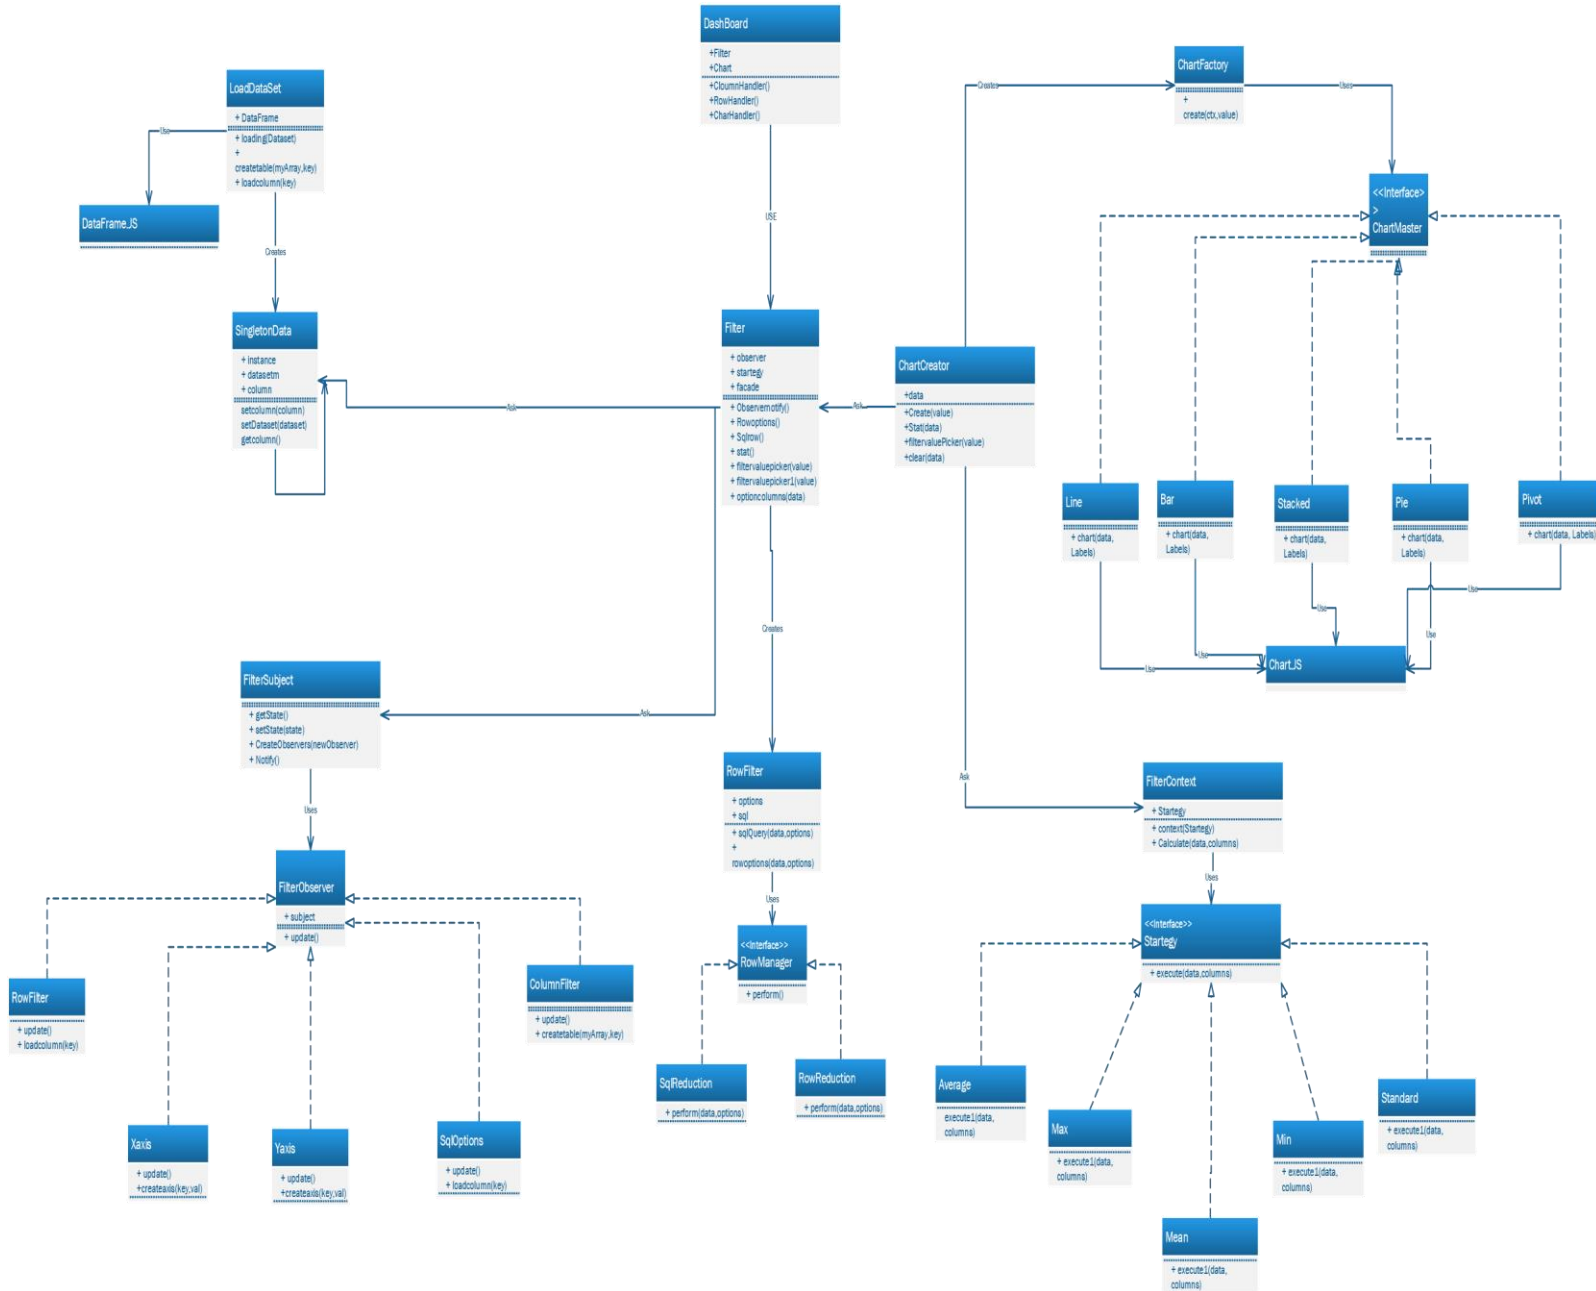 DashBoard
+Filter
+Chart
+CloumnHandler()
+RowHandler()
+CharHandler()
LoadDataSet
+ DataFrame
+ loading(Dataset)
+
createtable(myArray,key)
+ loadcolumn(key)
Use
DataFrameJS
Creates
SingletonData
+ instance
+ datasetm
+ column
setcolumn(column)
setDataset(dataset)
getcolumn()
USE
Filter
+ observer
+ startegy
+ facade
+ Observernotify()
+ Rowoptions()
+ Sqlrow()
+ stat()
+ filtervaluepicker(value)
+ filtervaluepicker1(value)
+ optioncolumns(data)
Ask
Ask
ChartCreator
+data
+Create(value)
+Stat(data)
+filtervaluePicker(value)
+clear(data)
Creates
ChartFactory
+
create(ctx,value)
Uses
<<Interface>
>
ChartMaster
Line
+ chart(data,
Labels)
Bar
+ chart(data,
Labels)
Stacked
+ chart(data,
Labels)
Pie
+ chart(data,
Labels)
Pivot
+ chart(data, Labels)
Use
Use
Use
Use
Use
ChartJS
Creates
Ask
FilterSubject
+ getState()
+ setState(state)
+ CreateObservers(newObserver)
+ Notify()
Uses
FilterObserver
+ subject
+ update()
RowFilter
+ update()
+ loadcolumn(key)
Xaxis
+ update()
+createaxis(key,val)
Yaxis
+ update()
+createaxis(key,val)
SqlOptions
+ update()
+ loadcolumn(key)
ColumnFilter
+ update()
+ createtable(myArray,key)
RowFilter
+ options
+ sql
+ sqlQuery(data,options)
+
rowoptions(data,options)
Uses
<<Interface>>
RowManager
+ perform()
SqlReduction
+ perform(data,options)
RowReduction
+ perform(data,options)
Ask
FilterContext
+ Startegy
+ context(Startegy)
+ Calculate(data,columns)
Uses
<<Interface>>
Startegy
+ execute(data,columns)
Average
execute1(data,
columns)
Max
+ execute1(data,
columns)
Mean
+ execute1(data,
columns)
Min
+ execute1(data,
columns)
Standard
+ execute1(data,
columns)